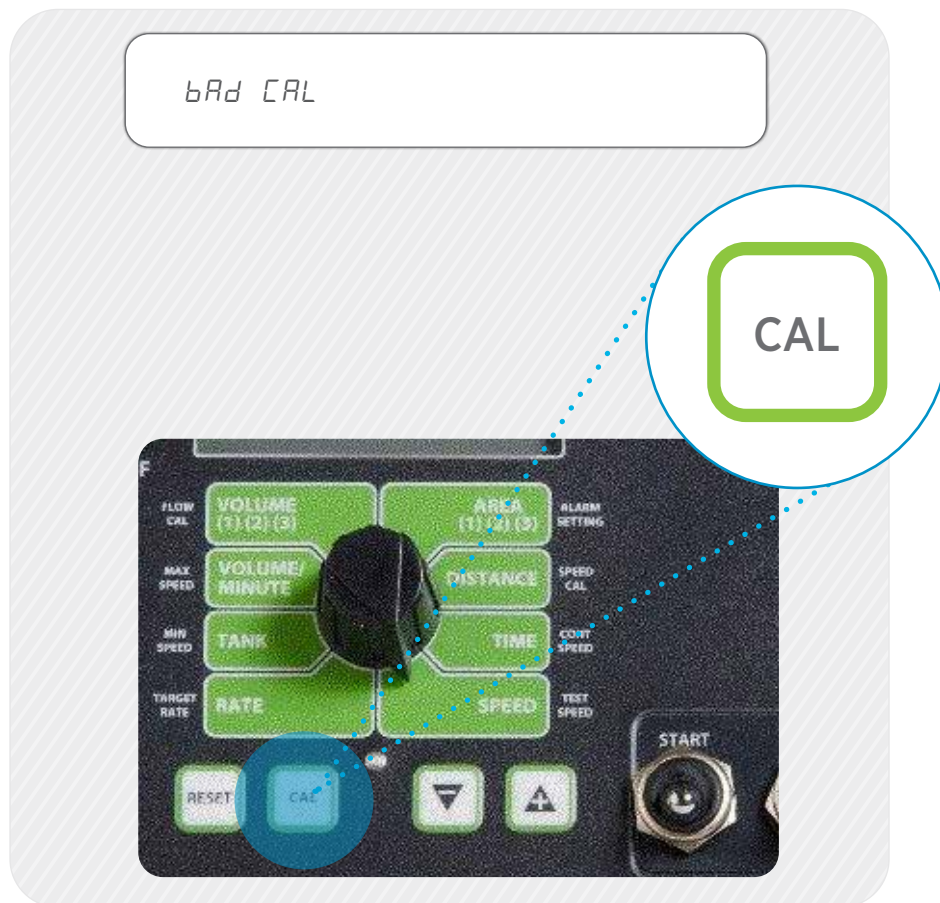 bAd CAL
CAL
F
FLOW
CAL
VOLUME
(1) (2) (3)
AREA
(1) (2) (3)
ALARM
SETTING
MAX
SPEED
VOLUME/
MINUTE
DISTANCE
SPEED
CAL
MIN
SPEED
TANK
TIME
CONT
SPEED
TARGET
RATE
RATE
SPEED
TEST
SPEED
START
RESET
CAL